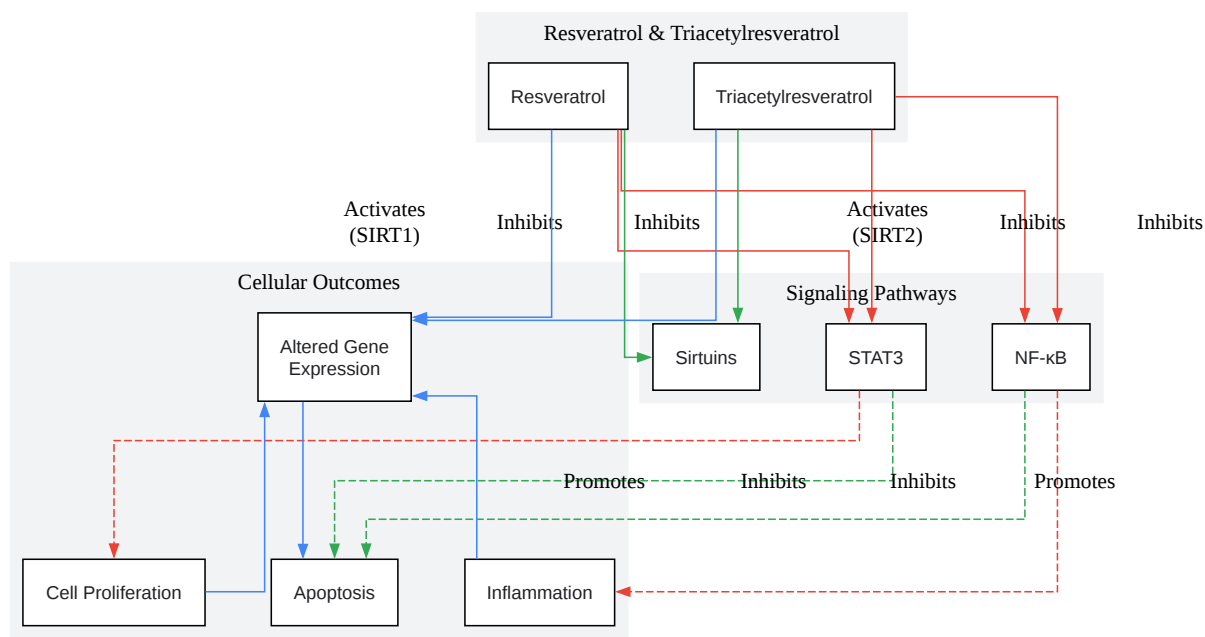 Resveratrol & Triacetylresveratrol
Resveratrol
Triacetylresveratrol
Activates
(SIRT1)
Inhibits
Inhibits
Activates
(SIRT2)
Inhibits
Inhibits
Cellular Outcomes
Signaling Pathways
Altered Gene
Expression
Sirtuins
STAT3
NF-κB
Promotes
Inhibits
Inhibits
Promotes
Cell Proliferation
Apoptosis
Inflammation